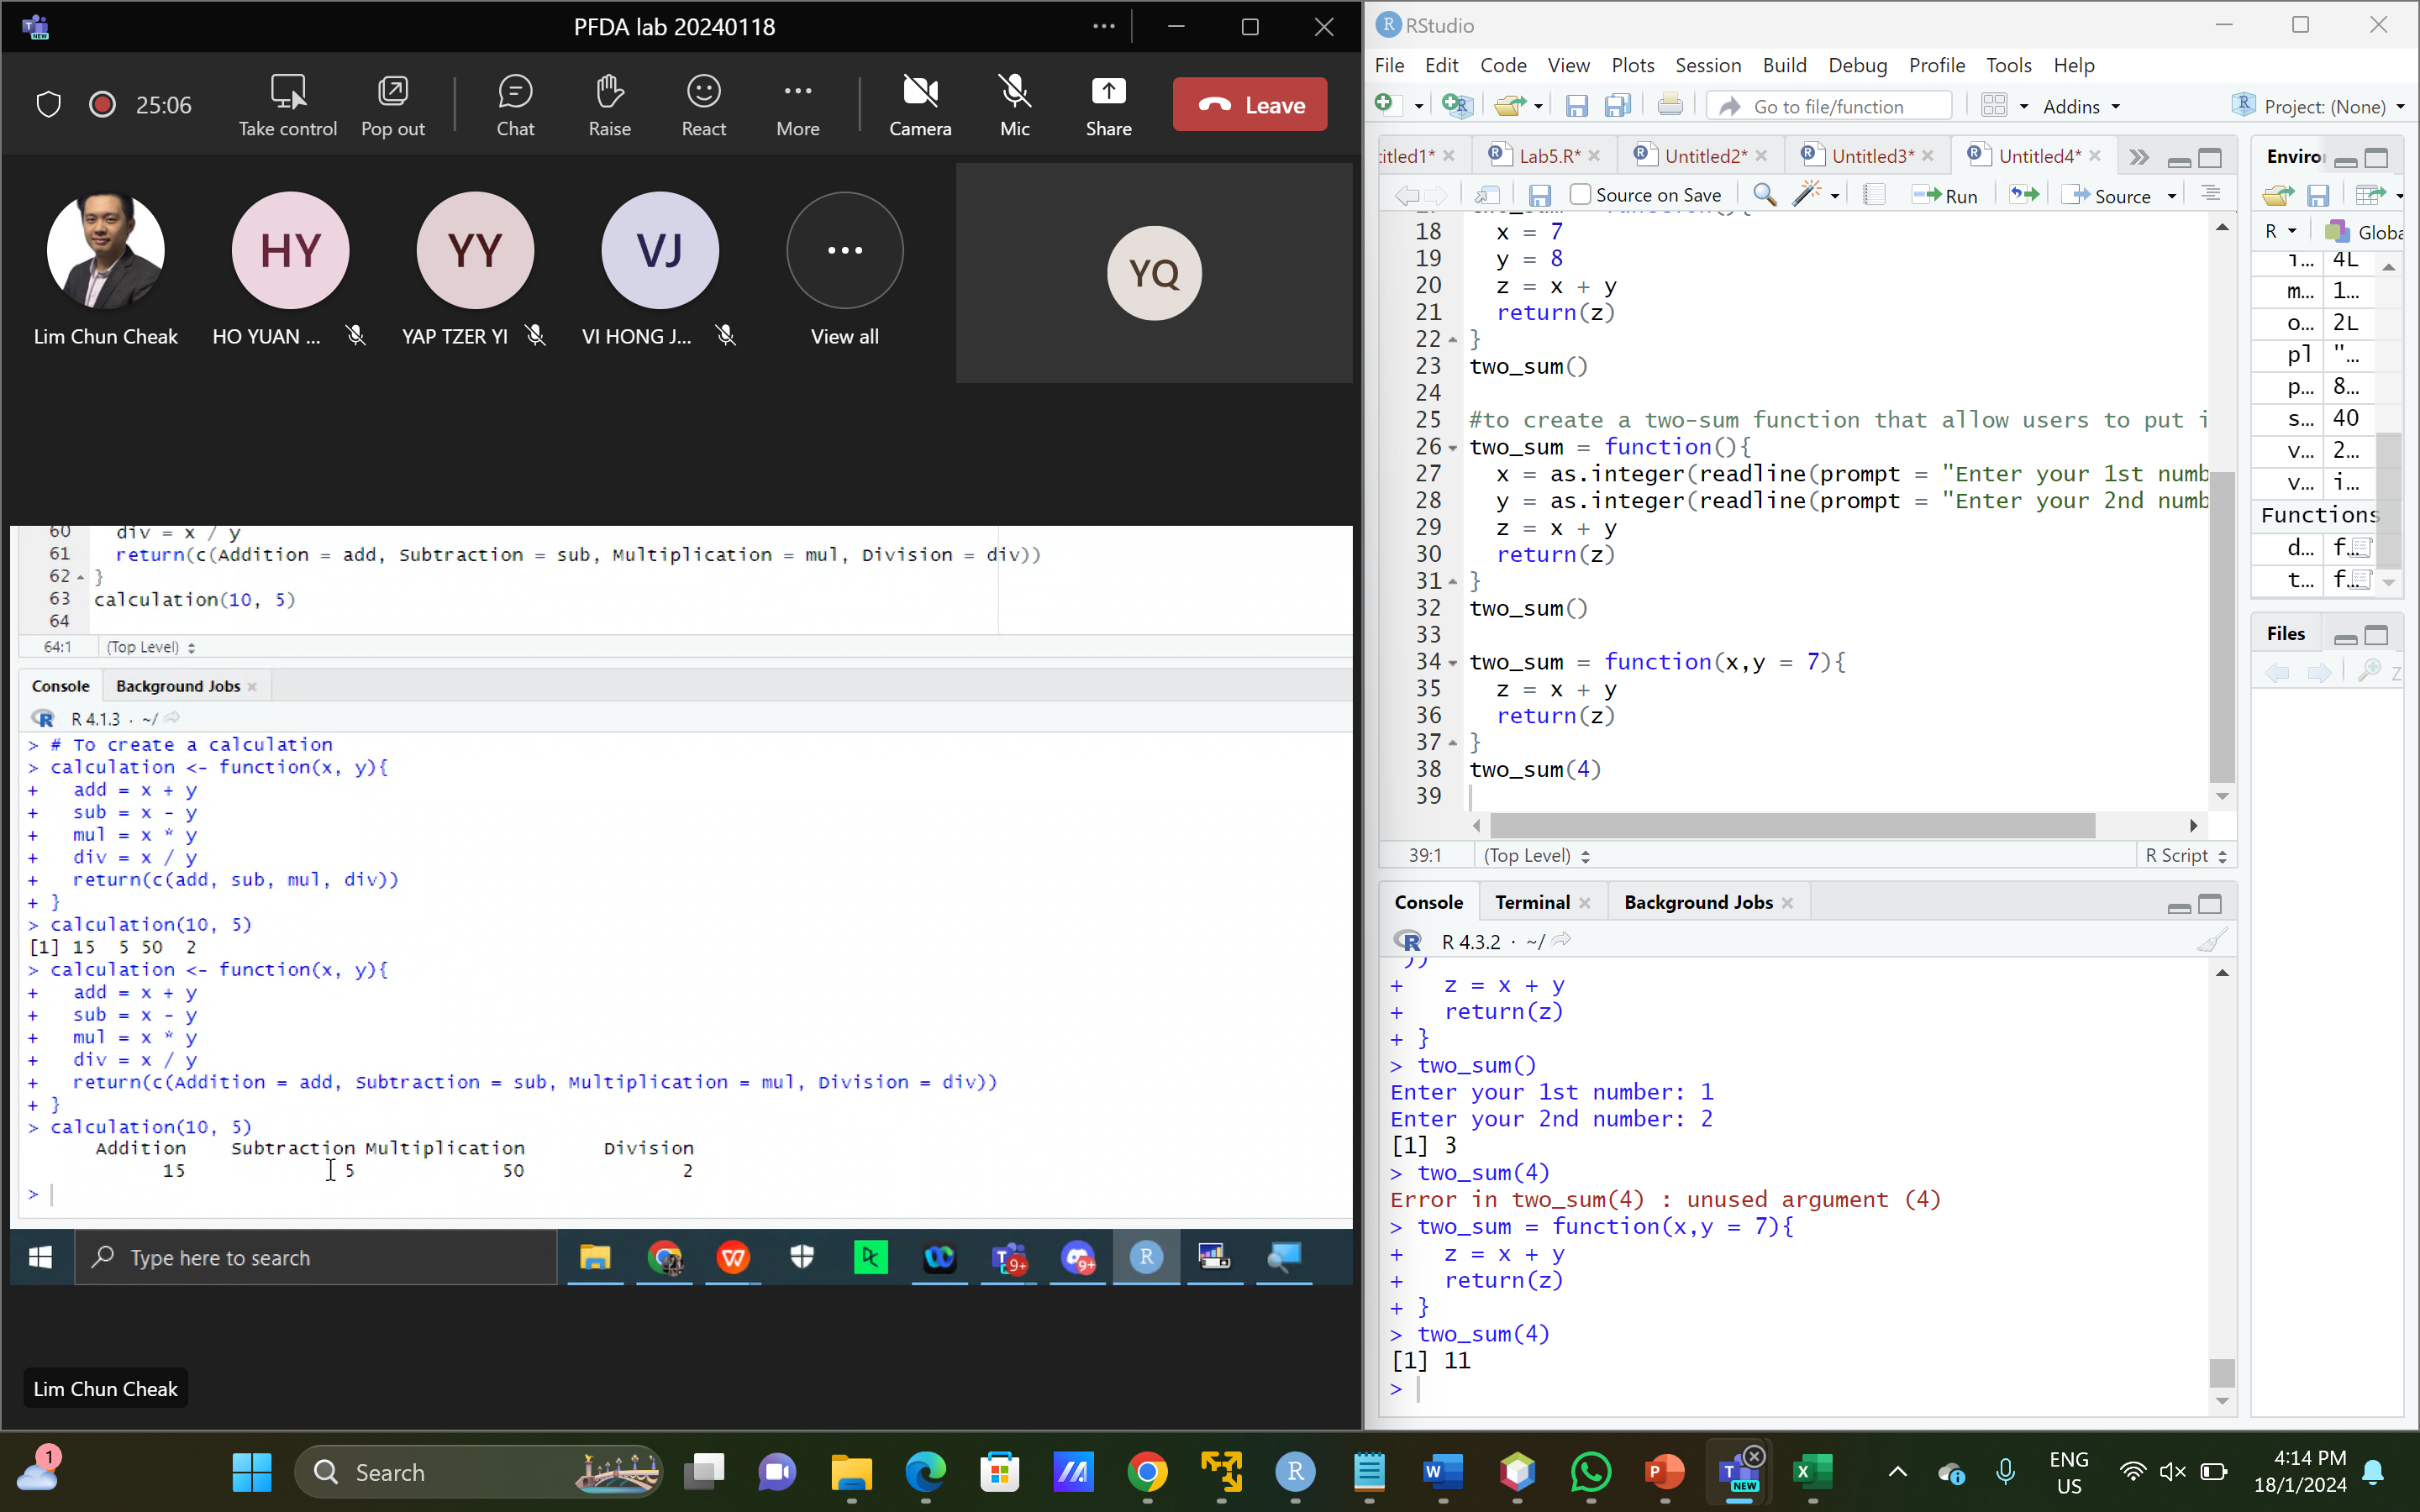 PFDA lab 20240118
25:06
Take control
Pop out
Chat
Raise
React
More
Camera
Mic
Share
Leave
HY
YY
VJ
YQ
Lim Chun Cheak
HO YUAN ...
YAP TZER YI
VI HONG J...
View all
60 div = x / y
61 return(c(Addition = add, Subtraction = sub, Multiplication = mul, Division = div))
62 }
63 calculation(10, 5)
64
64:1 (Top Level)
Console Background Jobs
R 4.1.3 · ~/
> # To create a calculation
> calculation <- function(x, y){
+ add = x + y
+ sub = x - y
+ mul = x * y
+ div = x / y
+ return(c(add, sub, mul, div))
+ }
> calculation(10, 5)
[1] 15 5 50 2
> calculation <- function(x, y){
+ add = x + y
+ sub = x - y
+ mul = x * y
+ div = x / y
+ return(c(Addition = add, Subtraction = sub, Multiplication = mul, Division = div))
+ }
> calculation(10, 5)
Addition Subtraction Multiplication Division
15 5 50 2
>
Type here to search
9+
9+
Lim Chun Cheak
RStudio
File Edit Code View Plots Session Build Debug Profile Tools Help
Go to file/function
Addins
Project: (None)
titled1* Lab5.R* Untitled2* Untitled3* Untitled4*
Source on Save
Run
Source
18 x = 7
19 y = 8
20 z = x + y
21 return(z)
22 }
23 two_sum()
24
25 #to create a two-sum function that allow users to put i
26 two_sum = function(){
27 x = as.integer(readline(prompt = "Enter your 1st numb
28 y = as.integer(readline(prompt = "Enter your 2nd numb
29 z = x + y
30 return(z)
31 }
32 two_sum()
33
34 two_sum = function(x,y = 7){
35 z = x + y
36 return(z)
37 }
38 two_sum(4)
39
39:1 (Top Level) R Script
Console Terminal Background Jobs
R 4.3.2 · ~/
))
+ z = x + y
+ return(z)
+ }
> two_sum()
Enter your 1st number: 1
Enter your 2nd number: 2
[1] 3
> two_sum(4)
Error in two_sum(4) : unused argument (4)
> two_sum = function(x,y = 7){
+ z = x + y
+ return(z)
+ }
> two_sum(4)
[1] 11
>
Enviro
R Globa
i... 4L
m... 1...
o... 2L
pl "...
p... 8...
s... 40
v... 2...
v... i...
Functions
d... f...
t... f...
Files
Z
1
Search
NEW
ENG
US
4:14 PM
18/1/2024